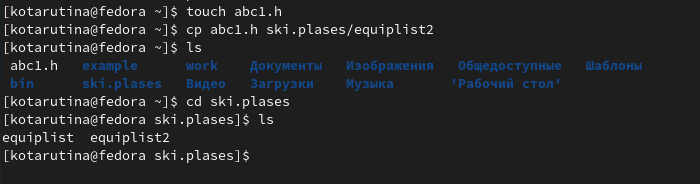 [kotarutina@fedora ~]$ touch abc1.h
[kotarutina@fedora ~]$ cp abc1.h ski.plases/equiplist2
[kotarutina@fedora ~]$ ls
abc1.h example work Документы Изображения Общедоступные Шаблоны
bin ski.plases Видео Загрузки Музыка 'Рабочий стол'
[kotarutina@fedora ~]$ cd ski.plases
[kotarutina@fedora ski.plases]$ ls
equiplist equiplist2
[kotarutina@fedora ski.plases]$